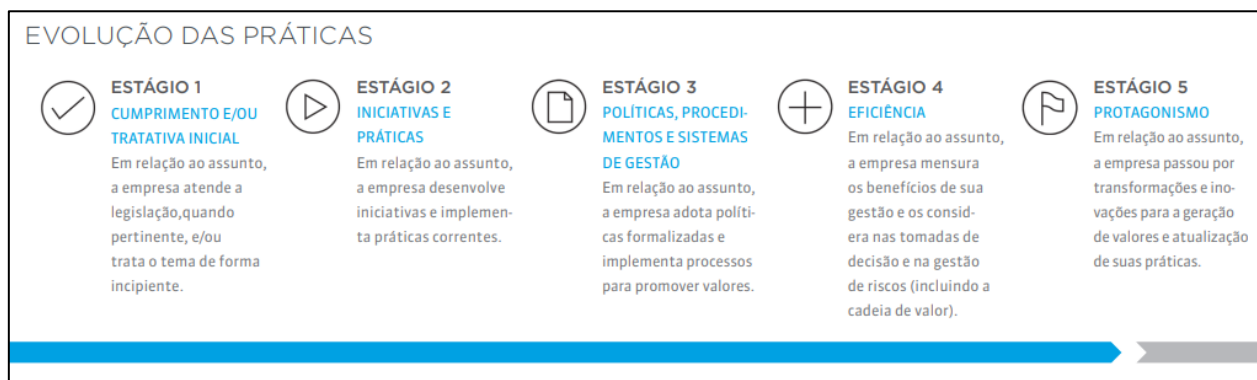 EVOLUÇÃO DAS PRÁTICAS
ESTÁGIO 1
CUMPRIMENTO E/OU
TRATATIVA INICIAL
Em relação ao assunto,
a empresa atende a
legislação,quando
pertinente, e/ou
trata o tema de forma
incipiente.
ESTÁGIO 2
INICIATIVAS E
PRÁTICAS
Em relação ao assunto,
a empresa desenvolve
iniciativas e implemen-
ta práticas correntes.
ESTÁGIO 3
POLÍTICAS, PROCEDI-
MENTOS E SISTEMAS
DE GESTÃO
Em relação ao assunto,
a empresa adota políti-
cas formalizadas e
implementa processos
para promover valores.
ESTÁGIO 4
EFICIÊNCIA
Em relação ao assunto,
a empresa mensura
os benefícios de sua
gestão e os consid-
era nas tomadas de
decisão e na gestão
de riscos (incluindo a
cadeia de valor).
ESTÁGIO 5
PROTAGONISMO
Em relação ao assunto,
a empresa passou por
transformações e ino-
vações para a geração
de valores e atualização
de suas práticas.